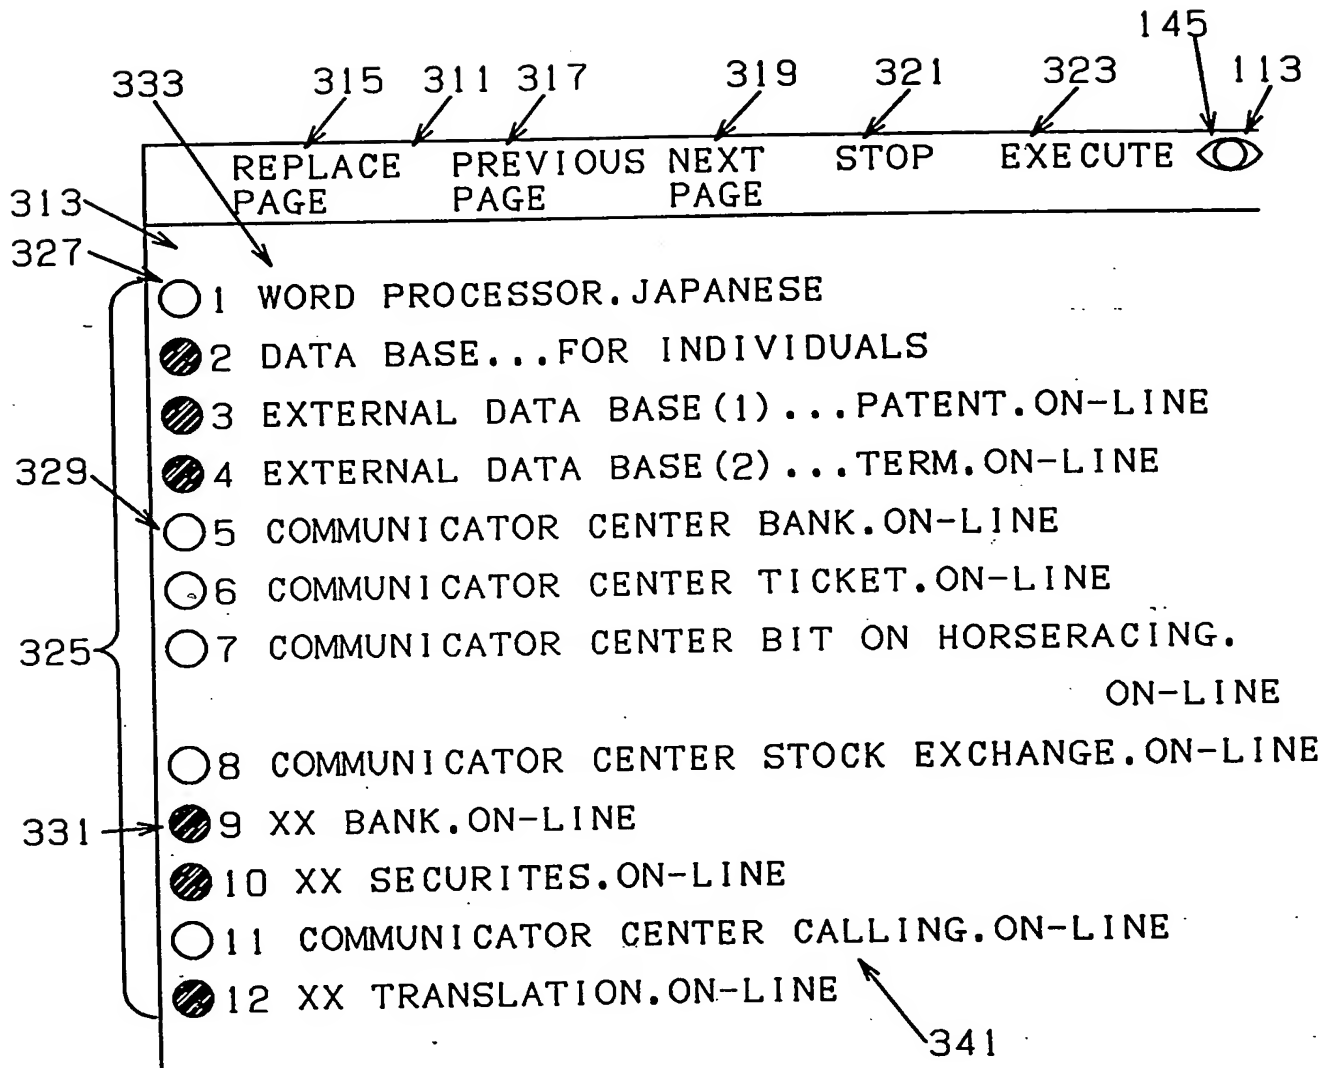 145
333 315 311 317 319 321 323 113
REPLACE PAGE PREVIOUS PAGE NEXT PAGE STOP EXECUTE
313
327
1 WORD PROCESSOR.JAPANESE
2 DATA BASE...FOR INDIVIDUALS
3 EXTERNAL DATA BASE(1)...PATENT.ON-LINE
329
4 EXTERNAL DATA BASE(2)...TERM.ON-LINE
5 COMMUNICATOR CENTER BANK.ON-LINE
6 COMMUNICATOR CENTER TICKET.ON-LINE
325
7 COMMUNICATOR CENTER BIT ON HORSERACING.
ON-LINE
8 COMMUNICATOR CENTER STOCK EXCHANGE.ON-LINE
331
9 XX BANK.ON-LINE
10 XX SECURITES.ON-LINE
11 COMMUNICATOR CENTER CALLING.ON-LINE
12 XX TRANSLATION.ON-LINE
341